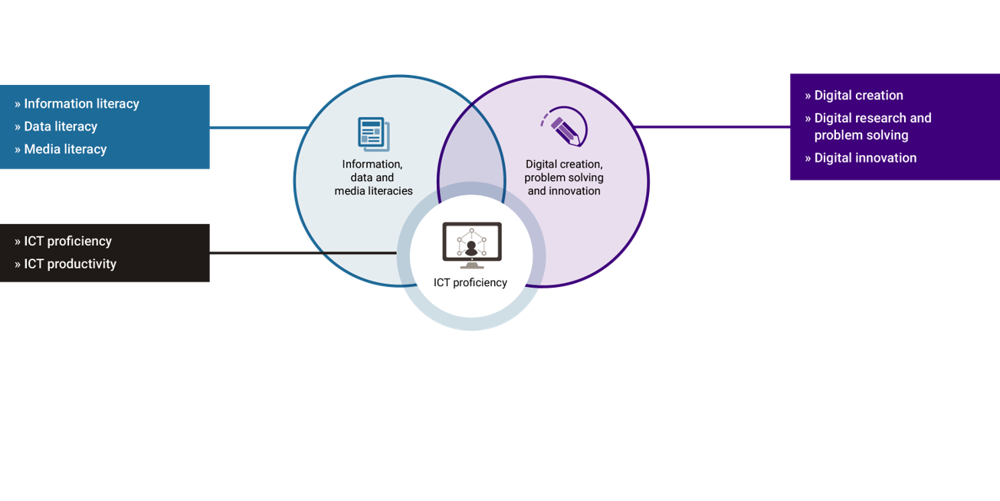 » Information literacy
» Data literacy
» Media literacy
Information,
data and
media literacies
Digital creation,
problem solving
and innovation
» Digital creation
» Digital research and
problem solving
» Digital innovation
» ICT proficiency
» ICT productivity
ICT proficiency